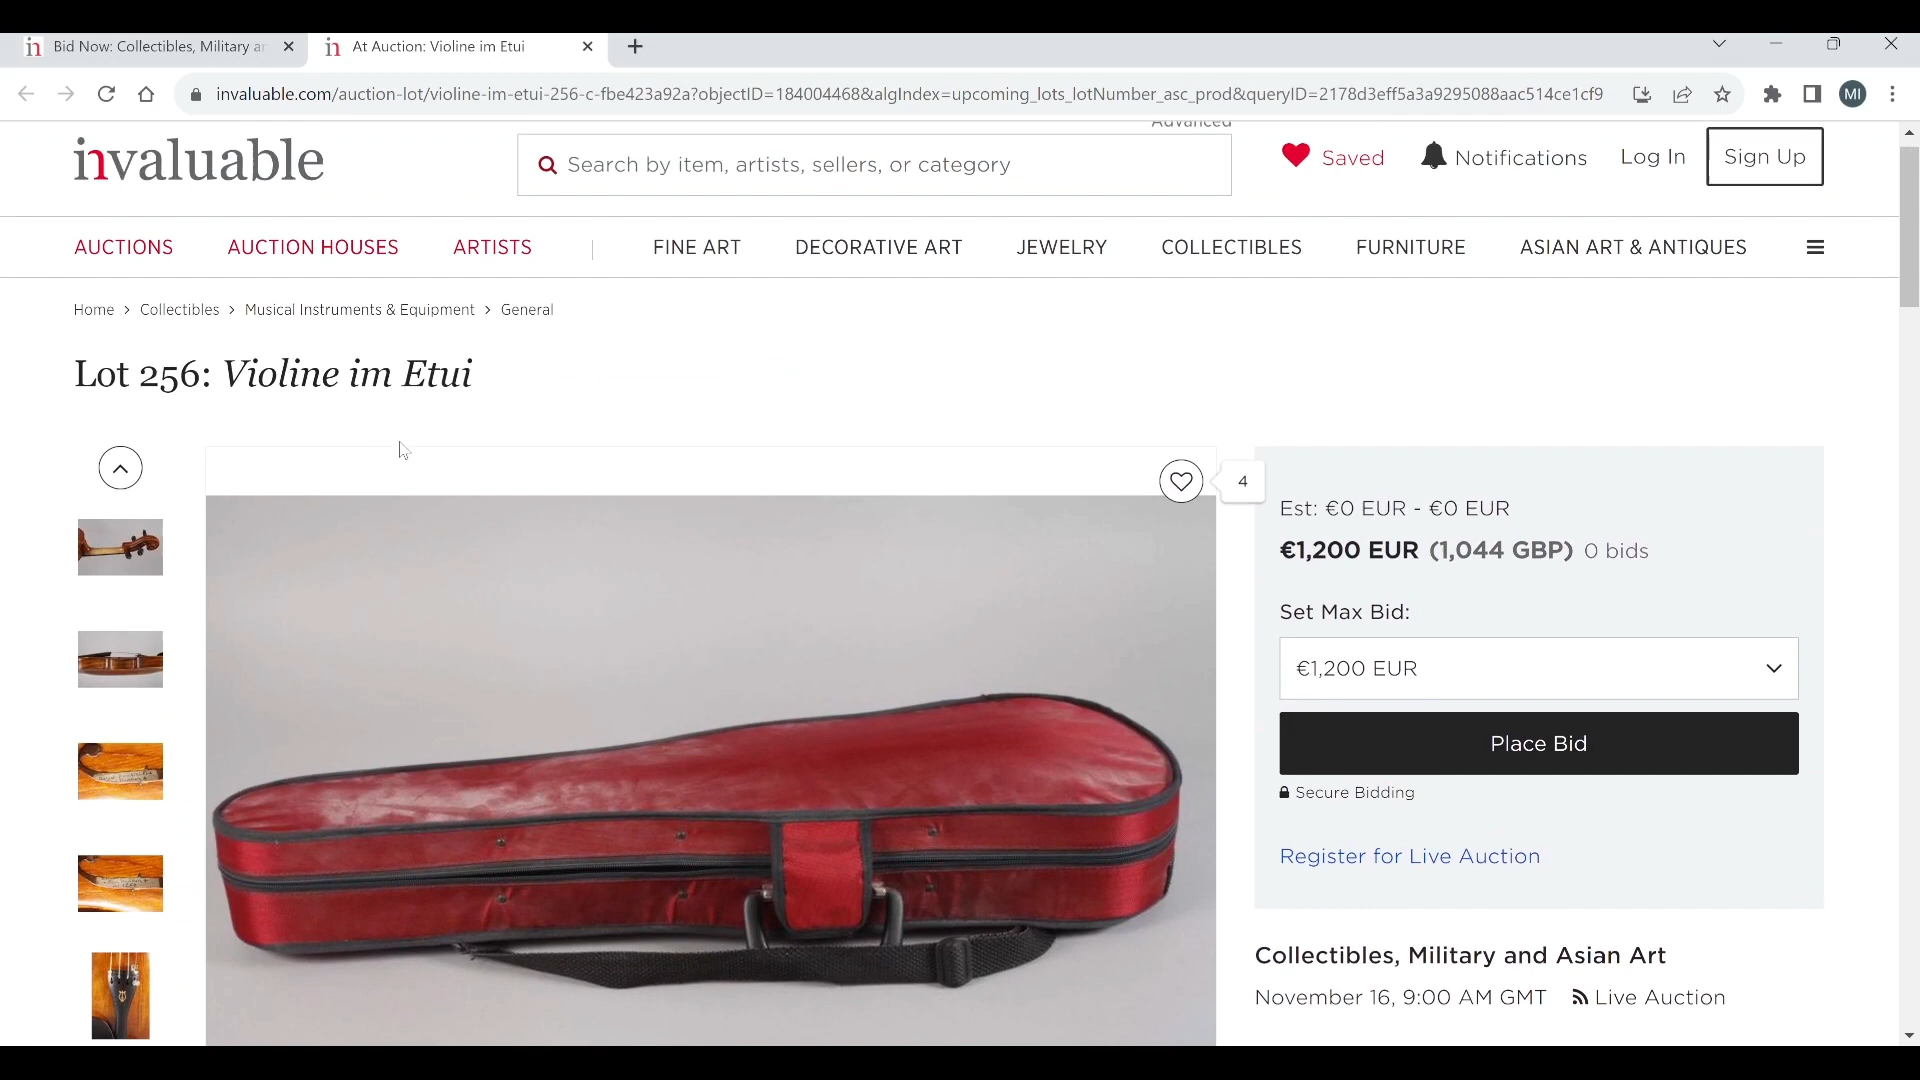 Bid Now: Collectibles, Military ar
At Auction: Violine im Etui
invaluable.com/auction-lot/violine-im-etui-256-c-fbe423a92a?objectID=184004468&algIndex=upcoming_lots_lotNumber_asc_prod&queryID=2178d3eff5a3a9295088aac514ce1cf9
MI
Advanced
invaluable
Search by item, artists, sellers, or category
Saved
Notifications
Log In
Sign Up
AUCTIONS
AUCTION HOUSES
ARTISTS
FINE ART
DECORATIVE ART
JEWELRY
COLLECTIBLES
FURNITURE
ASIAN ART & ANTIQUES
Home > Collectibles > Musical Instruments & Equipment > General
Lot 256: Violine im Etui
4
Est: €0 EUR - €0 EUR
€1,200 EUR (1,044 GBP) 0 bids
Set Max Bid:
€1,200 EUR
Place Bid
Secure Bidding
Register for Live Auction
Collectibles, Military and Asian Art
November 16, 9:00 AM GMT
Live Auction